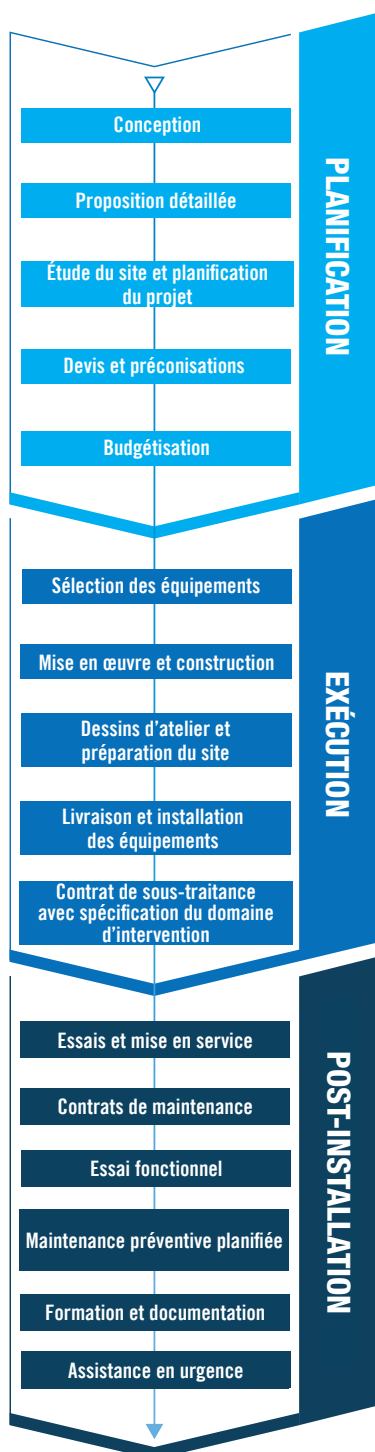 PLANIFICATION
Conception
Proposition détaillée
Étude du site et planification
du projet
Devis et préconisations
Budgétisation
EXÉCUTION
Sélection des équipements
Mise en œuvre et construction
Dessins d’atelier et
préparation du site
Livraison et installation
des équipements
Contrat de sous-traitance
avec spécification du domaine
d’intervention
POST-INSTALLATION
Essais et mise en service
Contrats de maintenance
Essai fonctionnel
Maintenance préventive planifiée
Formation et documentation
Assistance en urgence